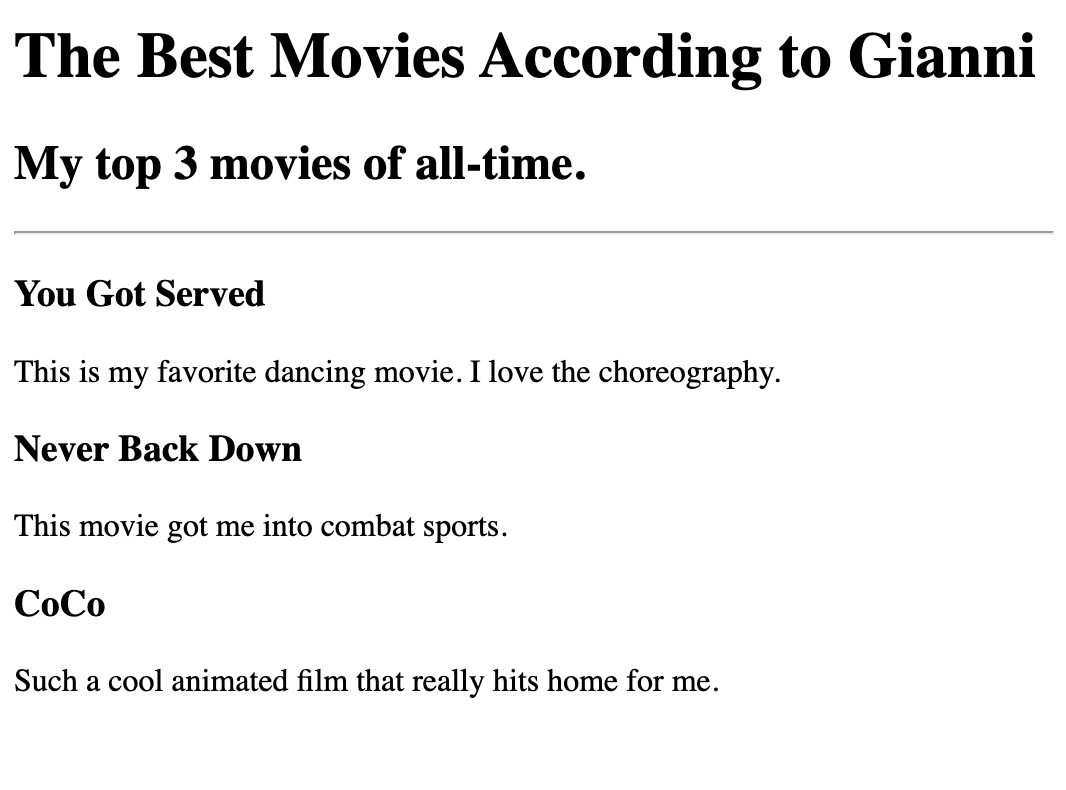 The Best Movies According to Gianni
My top 3 movies of all-time.
You Got Served
This is my favorite dancing movie. I love the choreography.
Never Back Down
This movie got me into combat sports.
CoCo
Such a cool animated film that really hits home for me.